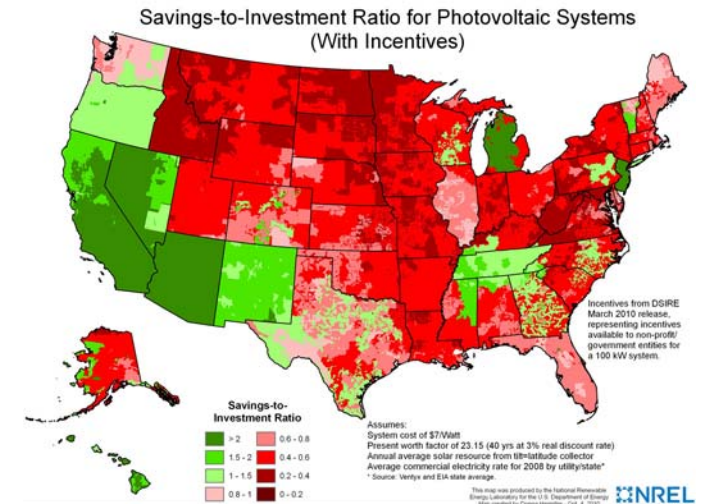 Savings-to-Investment Ratio for Photovoltaic Systems
(With Incentives)
Incentives from DSIRE
March 2010 release,
representing incentives
available to non-profit/
government entities for
a 100 kW system.
Savings-to-
Investment Ratio
> 2
1.5 - 2
1 - 1.5
0.8 - 1
0.6 - 0.8
0.4 - 0.6
0.2 - 0.4
0 - 0.2
Assumes:
System cost of $7/Watt
Present worth factor of 23.15 (40 yrs at 3% real discount rate)
Annual average solar resource from tilt=latitude collector
Average commercial electricity rate for 2008 by utility/state*
* Source: Ventyx and EIA state average.
This map was produced by the National Renewable
Energy Laboratory for the U.S. Department of Energy
NREL